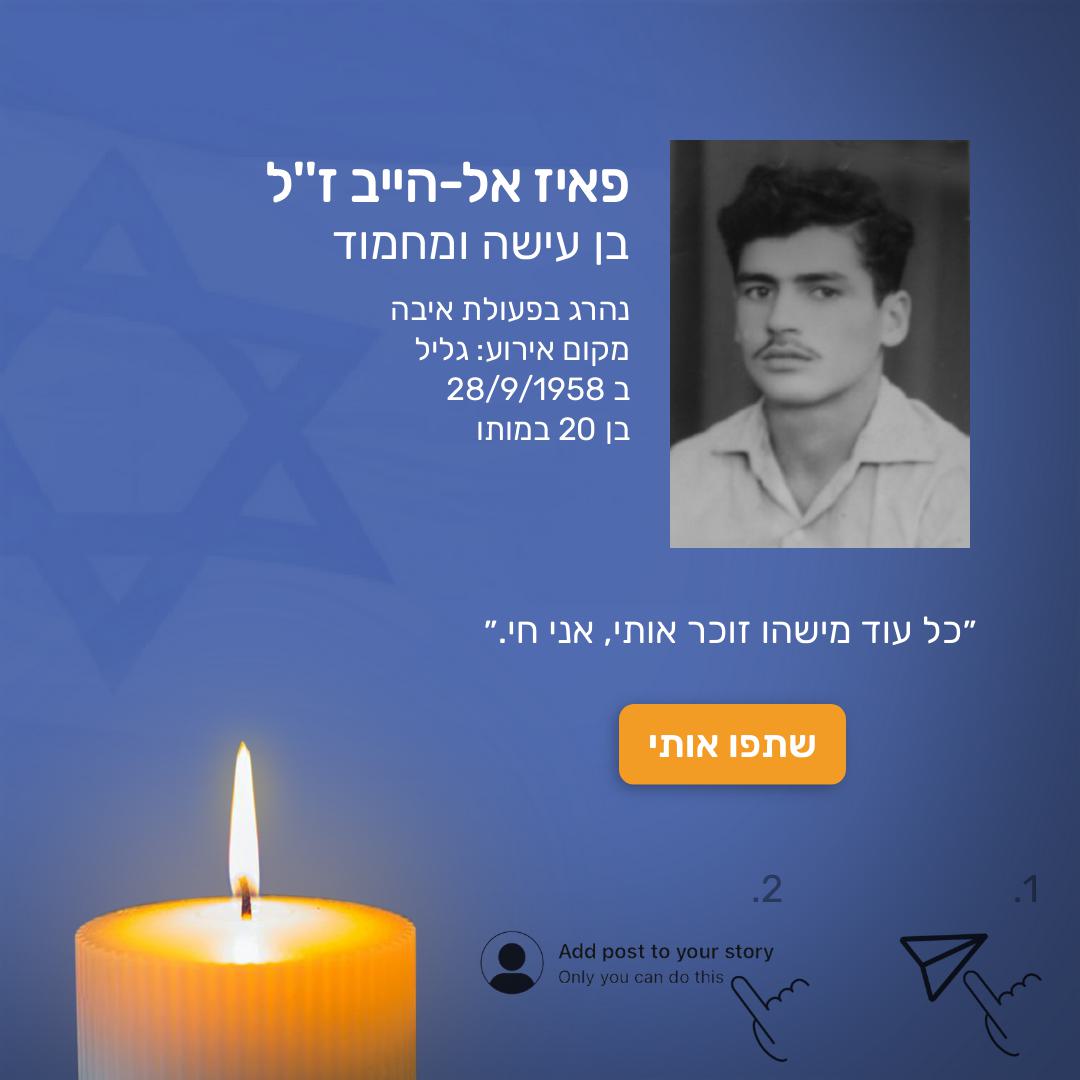 פאיז אל-הייב ז"ל
בן עישה ומחמוד
נהרג בפעולת איבה
מקום אירוע: גליל
ב 28/9/1958
בן 20 במותו
"כל עוד מישהו זוכר אותי, אני חי."
שתפו אותי
1.
2.
Add post to your story
Only you can do this